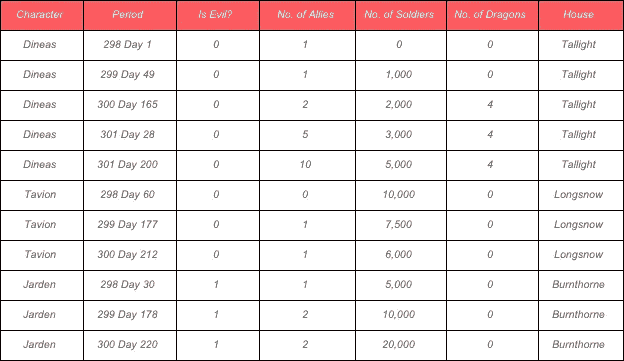 Character Period Is Evil? No. of Allies No. of Soldiers No. of Dragons House
Dineas 298 Day 1 0 1 0 0 Tallight
Dineas 299 Day 49 0 1 1,000 0 Tallight
Dineas 300 Day 165 0 2 2,000 4 Tallight
Dineas 301 Day 28 0 5 3,000 4 Tallight
Dineas 301 Day 200 0 10 5,000 4 Tallight
Tavion 298 Day 60 0 0 10,000 0 Longsnow
Tavion 299 Day 177 0 1 7,500 0 Longsnow
Tavion 300 Day 212 0 1 6,000 0 Longsnow
Jarden 298 Day 30 1 1 5,000 0 Burnthorne
Jarden 299 Day 178 1 2 10,000 0 Burnthorne
Jarden 300 Day 220 1 2 20,000 0 Burnthorne